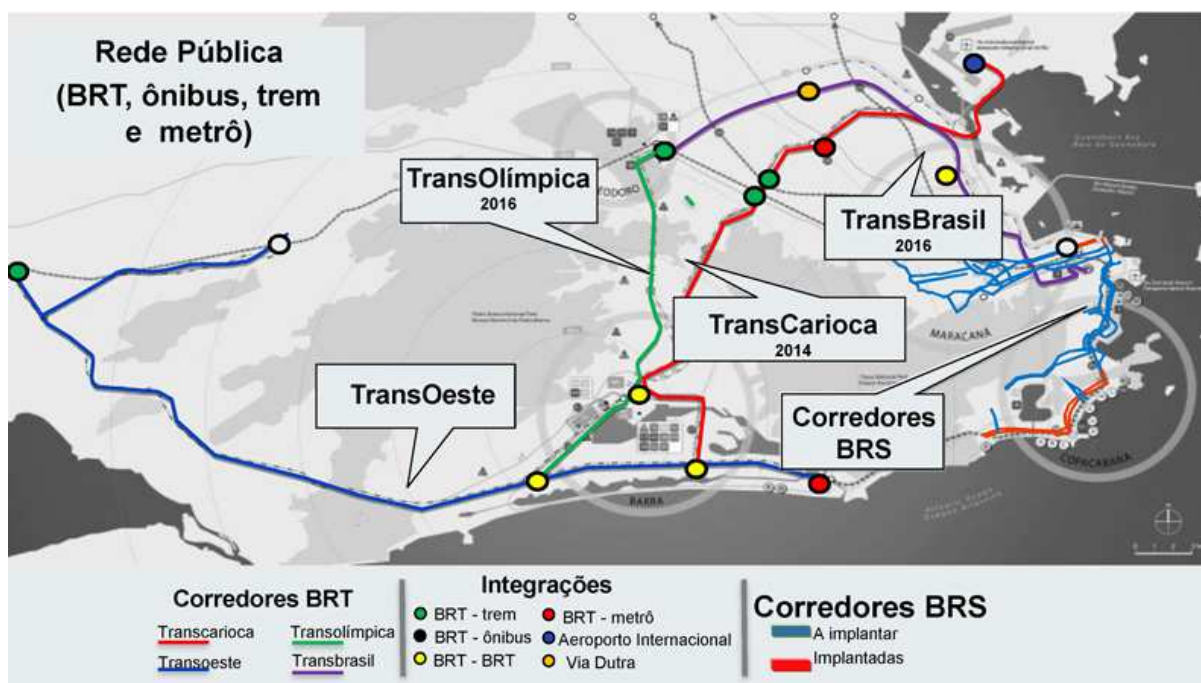 Rede Pública
(BRT, ônibus, trem
e metrô)
TransOlímpica
2016
TransBrasil
2016
TransCarioca
2014
TransOeste
Corredores
BRS
MARACANÃ
COPACABANA
BARRA
Corredores BRT
Transcarioca
Transolímpica
Transoeste
Transbrasil
Integrações
BRT - trem
BRT - metrô
BRT - ônibus
Aeroporto Internacional
BRT - BRT
Via Dutra
Corredores BRS
A implantar
Implantadas